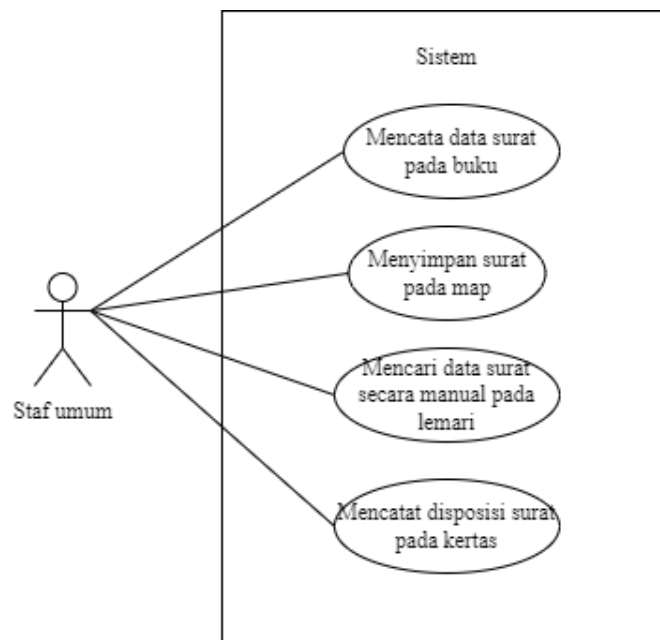 Sistem
Mencata data surat
pada buku
Menyimpan surat
pada map
Mencari data surat
secara manual pada
lemari
Staf umum
Mencatat disposisi surat
pada kertas